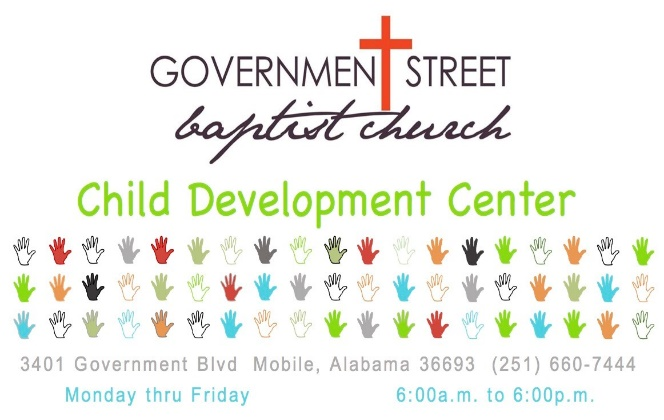 GOVERNMENT STREET
baptist church
Child Development Center
3401 Government Blvd Mobile, Alabama 36693 (251) 660-7444
Monday thru Friday 6:00a.m. to 6:00p.m.